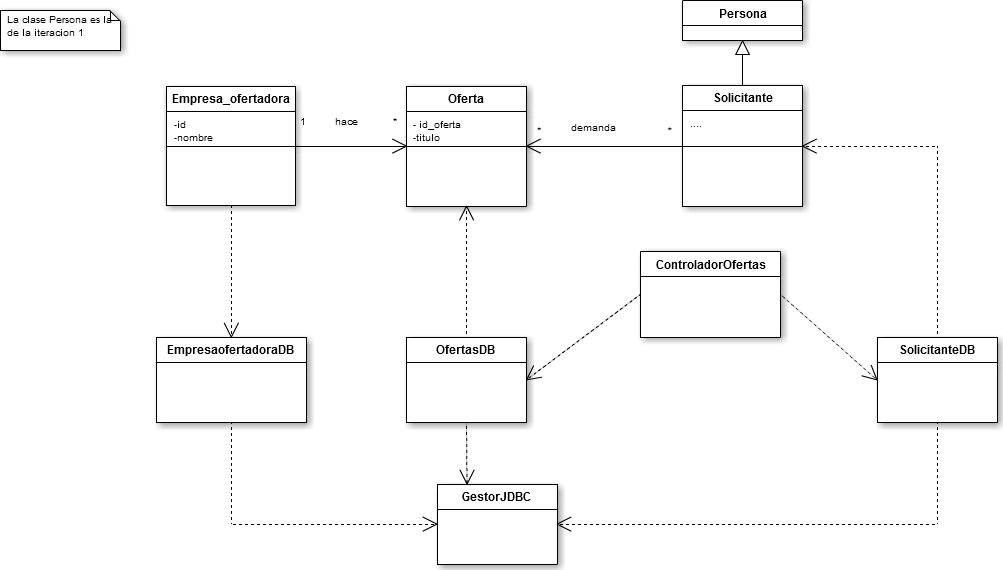 La clase Persona es la
de la iteracion 1
Persona
Empresa_ofertadora
-id
-nombre
1 hace *
Oferta
- id_oferta
-titulo
* demanda *
Solicitante
....
ControladorOfertas
EmpresaofertadoraDB
OfertasDB
SolicitanteDB
GestorJDBC